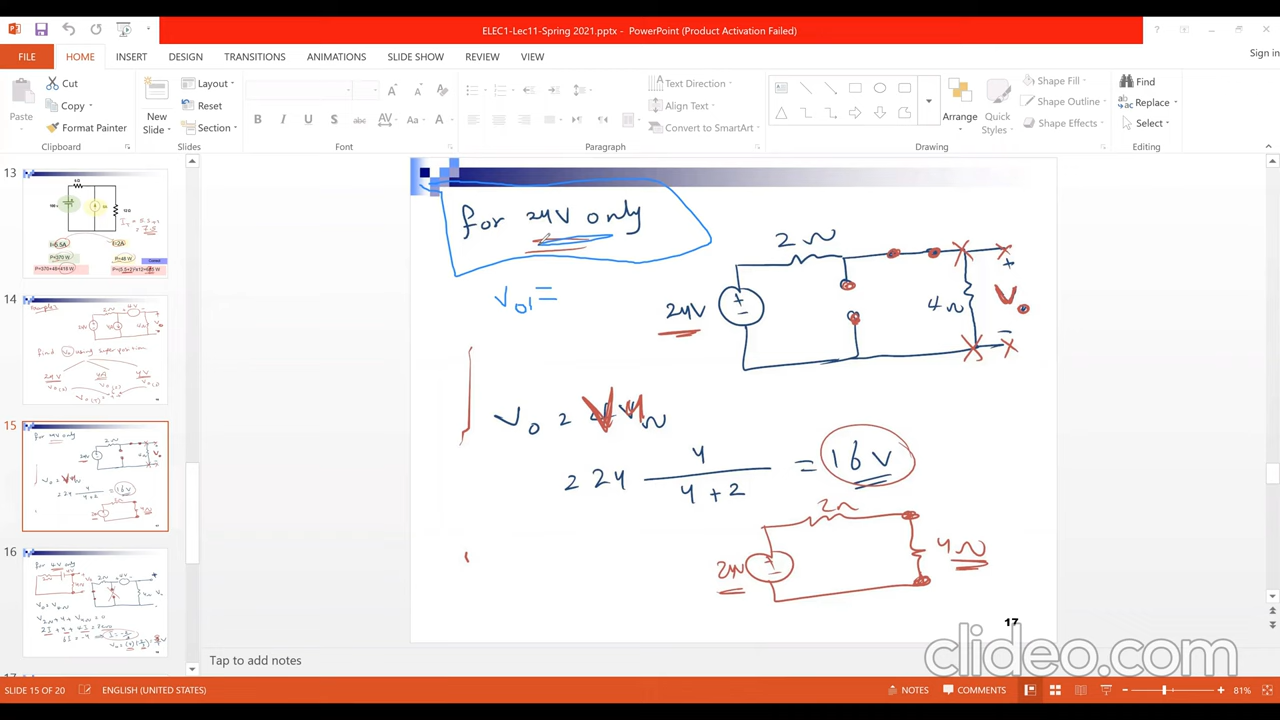 ELEC1-Lec11-Spring 2021.pptx - PowerPoint (Product Activation Failed)
FILE HOME INSERT DESIGN TRANSITIONS ANIMATIONS SLIDE SHOW REVIEW VIEW Sign in
Paste Cut Copy Format Painter
New Slide Layout Reset Section
Text Direction Align Text Convert to SmartArt
Arrange Quick Styles Shape Fill Shape Outline Shape Effects
Find Replace Select
Clipboard Slides Font Paragraph Drawing Editing
13
14
find Vo using superposition
15
16
for 24V only
2Ω
+
24V
4Ω
Vo
-
Vo1 =
Vo = V4Ω
= 24 4 / 4+2 = 16V
2Ω
24V
4Ω
17
clideo.com
Tap to add notes
SLIDE 15 OF 20 ENGLISH (UNITED STATES) NOTES COMMENTS 81%